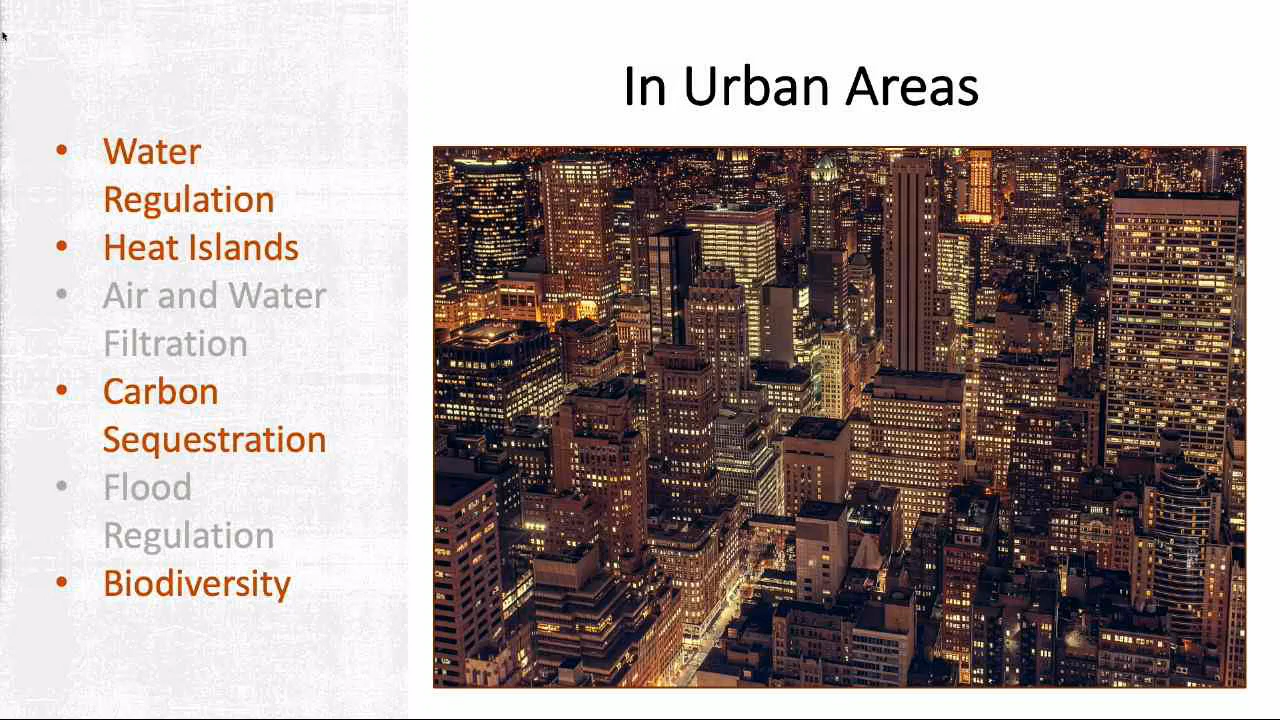 In Urban Areas
• Water
Regulation
• Heat Islands
• Air and Water
Filtration
• Carbon
Sequestration
• Flood
Regulation
• Biodiversity